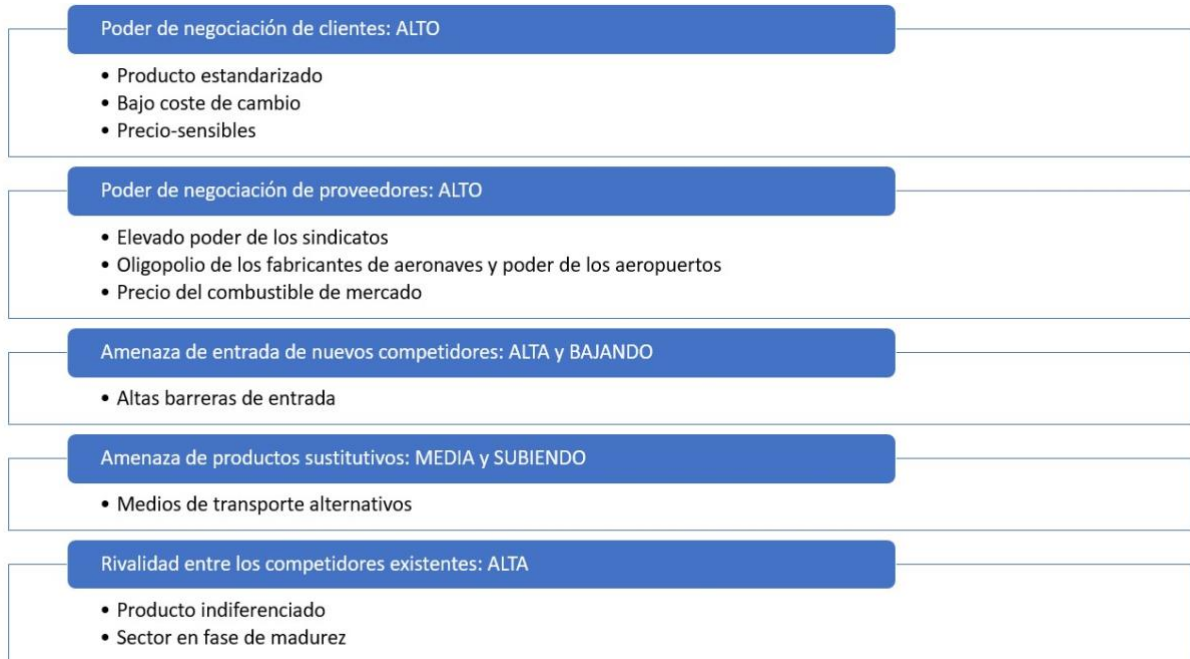 Poder de negociación de clientes: ALTO
• Producto estandarizado
• Bajo coste de cambio
• Precio-sensibles
Poder de negociación de proveedores: ALTO
• Elevado poder de los sindicatos
• Oligopolio de los fabricantes de aeronaves y poder de los aeropuertos
• Precio del combustible de mercado
Amenaza de entrada de nuevos competidores: ALTA y BAJANDO
• Altas barreras de entrada
Amenaza de productos sustitutivos: MEDIA y SUBIENDO
• Medios de transporte alternativos
Rivalidad entre los competidores existentes: ALTA
• Producto indiferenciado
• Sector en fase de madurez